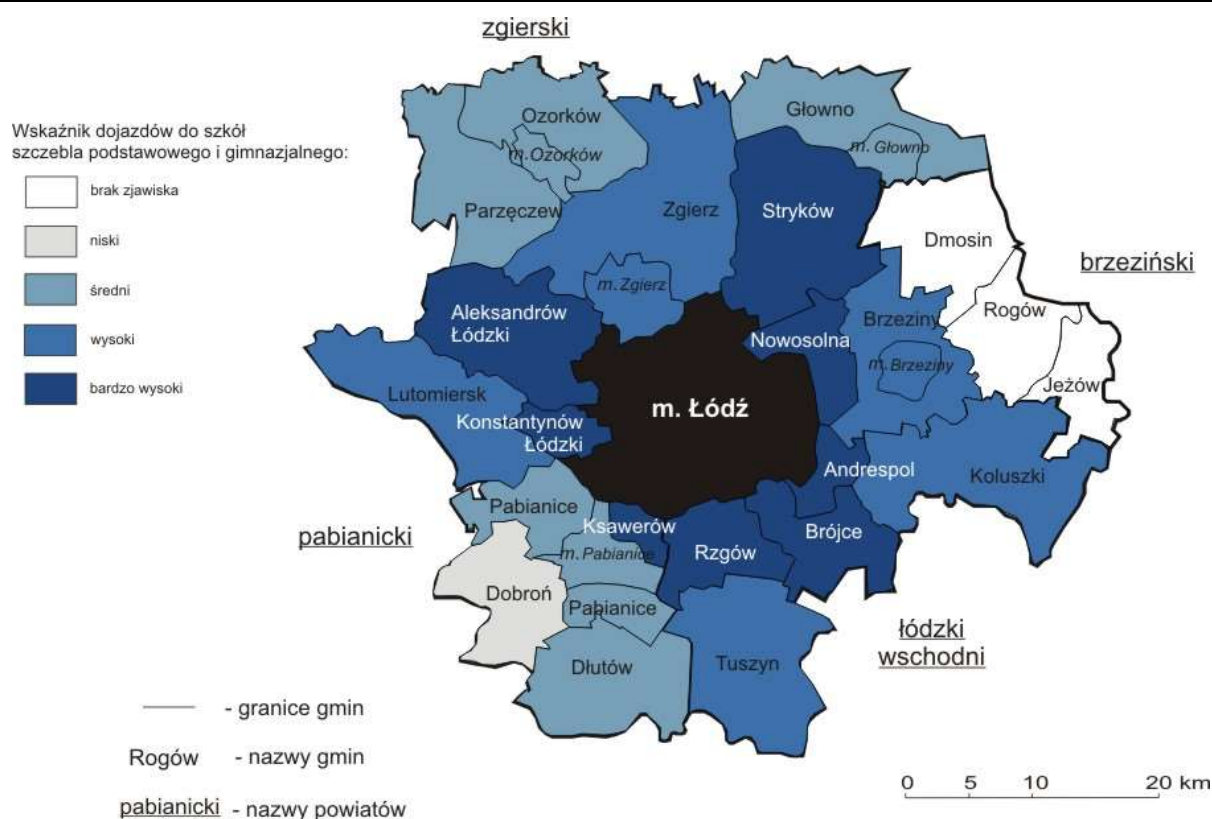 zgierski
Wskaźnik dojazdów do szkół
szczebla podstawowego i gimnazjalnego:
brak zjawiska
niski
średni
wysoki
bardzo wysoki
Ozorków
m. Ozorków
Parzęczew
Zgierz
m. Zgierz
Głowno
m. Głowno
Stryków
Dmosin
brzeziński
Rogów
Jeżów
Brzeziny
m. Brzeziny
Nowosolna
Aleksandrów
Łódzki
Lutomiersk
Konstantynów
Łódzki
m. Łódź
Andrespol
Koluszki
Pabianice
Ksawerów
m. Pabianice
Rzgów
Brójce
pabianicki
Dobroń
Pabianice
Dłutów
Tuszyn
łódzki
wschodni
- granice gmin
Rogów - nazwy gmin
pabianicki - nazwy powiatów
0 5 10 20 km